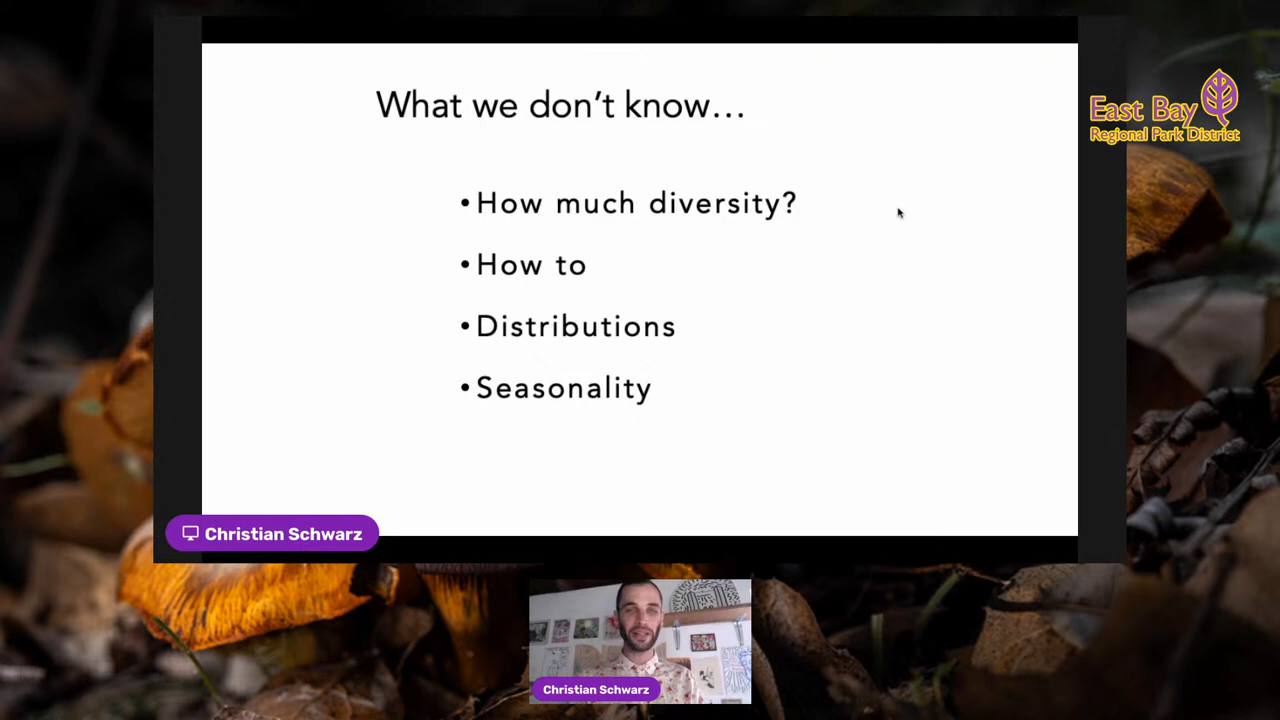 What we don't know…
• How much diversity?
• How to
• Distributions
• Seasonality
East Bay
Regional Park District
Christian Schwarz
Christian Schwarz